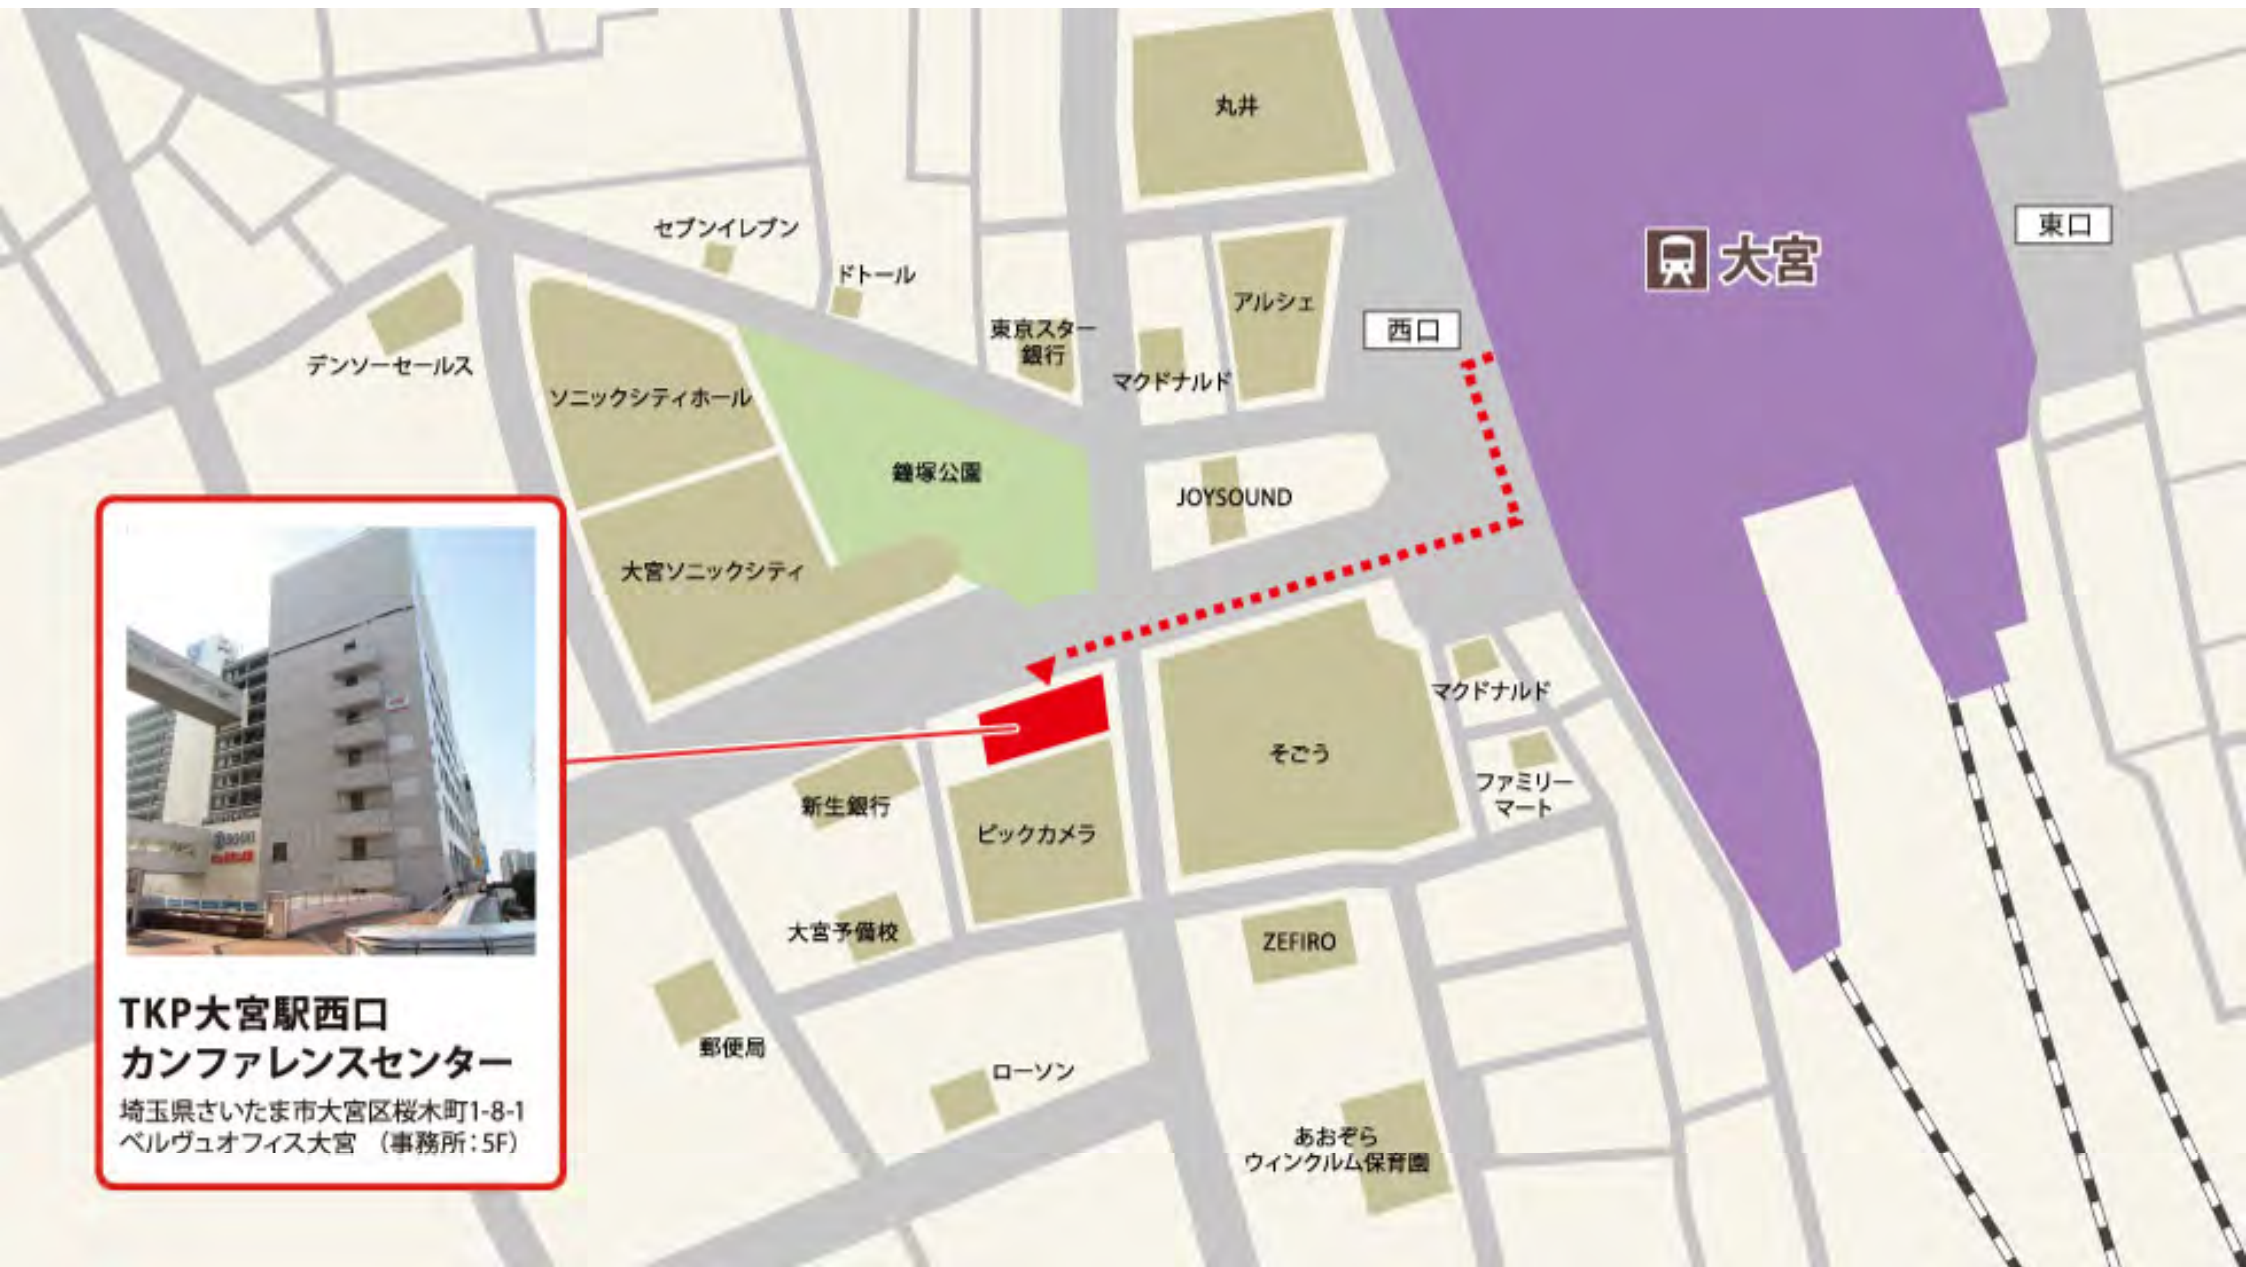 丸井
大宮
東口
西口
セブンイレブン
ドトール
東京スター
銀行
マクドナルド
アルシェ
デンソーセールス
ソニックシティホール
鐘塚公園
JOYSOUND
大宮ソニックシティ
マクドナルド
そごう
ファミリー
マート
新生銀行
ビックカメラ
大宮予備校
ZEFIRO
郵便局
ローソン
あおぞら
ウィンクルム保育園
TKP大宮駅西口
カンファレンスセンター
埼玉県さいたま市大宮区桜木町1-8-1
ベルヴュオフィス大宮 （事務所：5F）